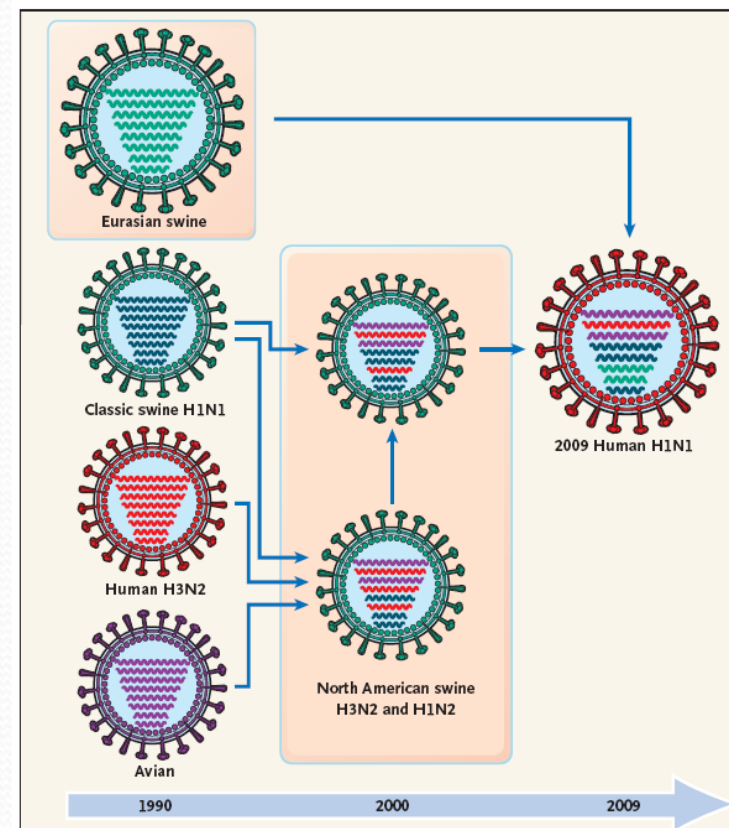 Eurasian swine
Classic swine H1N1
Human H3N2
Avian
North American swine
H3N2 and H1N2
2009 Human H1N1
1990
2000
2009